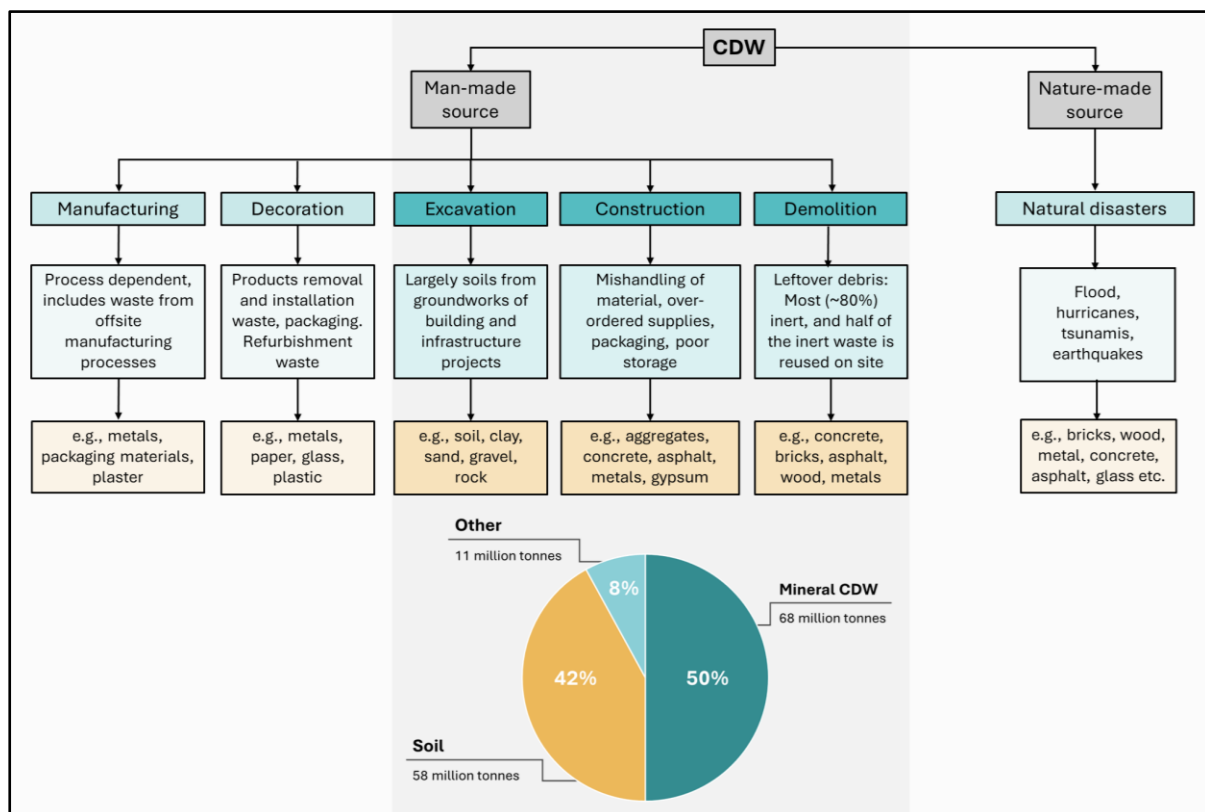 CDW
Man-made
source
Nature-made
source
Manufacturing
Decoration
Excavation
Construction
Demolition
Natural disasters
Process dependent,
includes waste from
offsite
manufacturing
processes
Products removal
and installation
waste, packaging.
Refurbishment
waste
Largely soils from
groundworks of
building and
infrastructure
projects
Mishandling of
material, over-
ordered supplies,
packaging, poor
storage
Leftover debris:
Most (~80%)
inert, and half of
the inert waste is
reused on site
Flood,
hurricanes,
tsunamis,
earthquakes
e.g., metals,
packaging materials,
plaster
e.g., metals,
paper, glass,
plastic
e.g., soil, clay,
sand, gravel,
rock
e.g., aggregates,
concrete, asphalt,
metals, gypsum
e.g., concrete,
bricks, asphalt,
wood, metals
e.g., bricks, wood,
metal, concrete,
asphalt, glass etc.
Other
11 million tonnes
8%
Mineral CDW
68 million tonnes
42%
50%
Soil
58 million tonnes